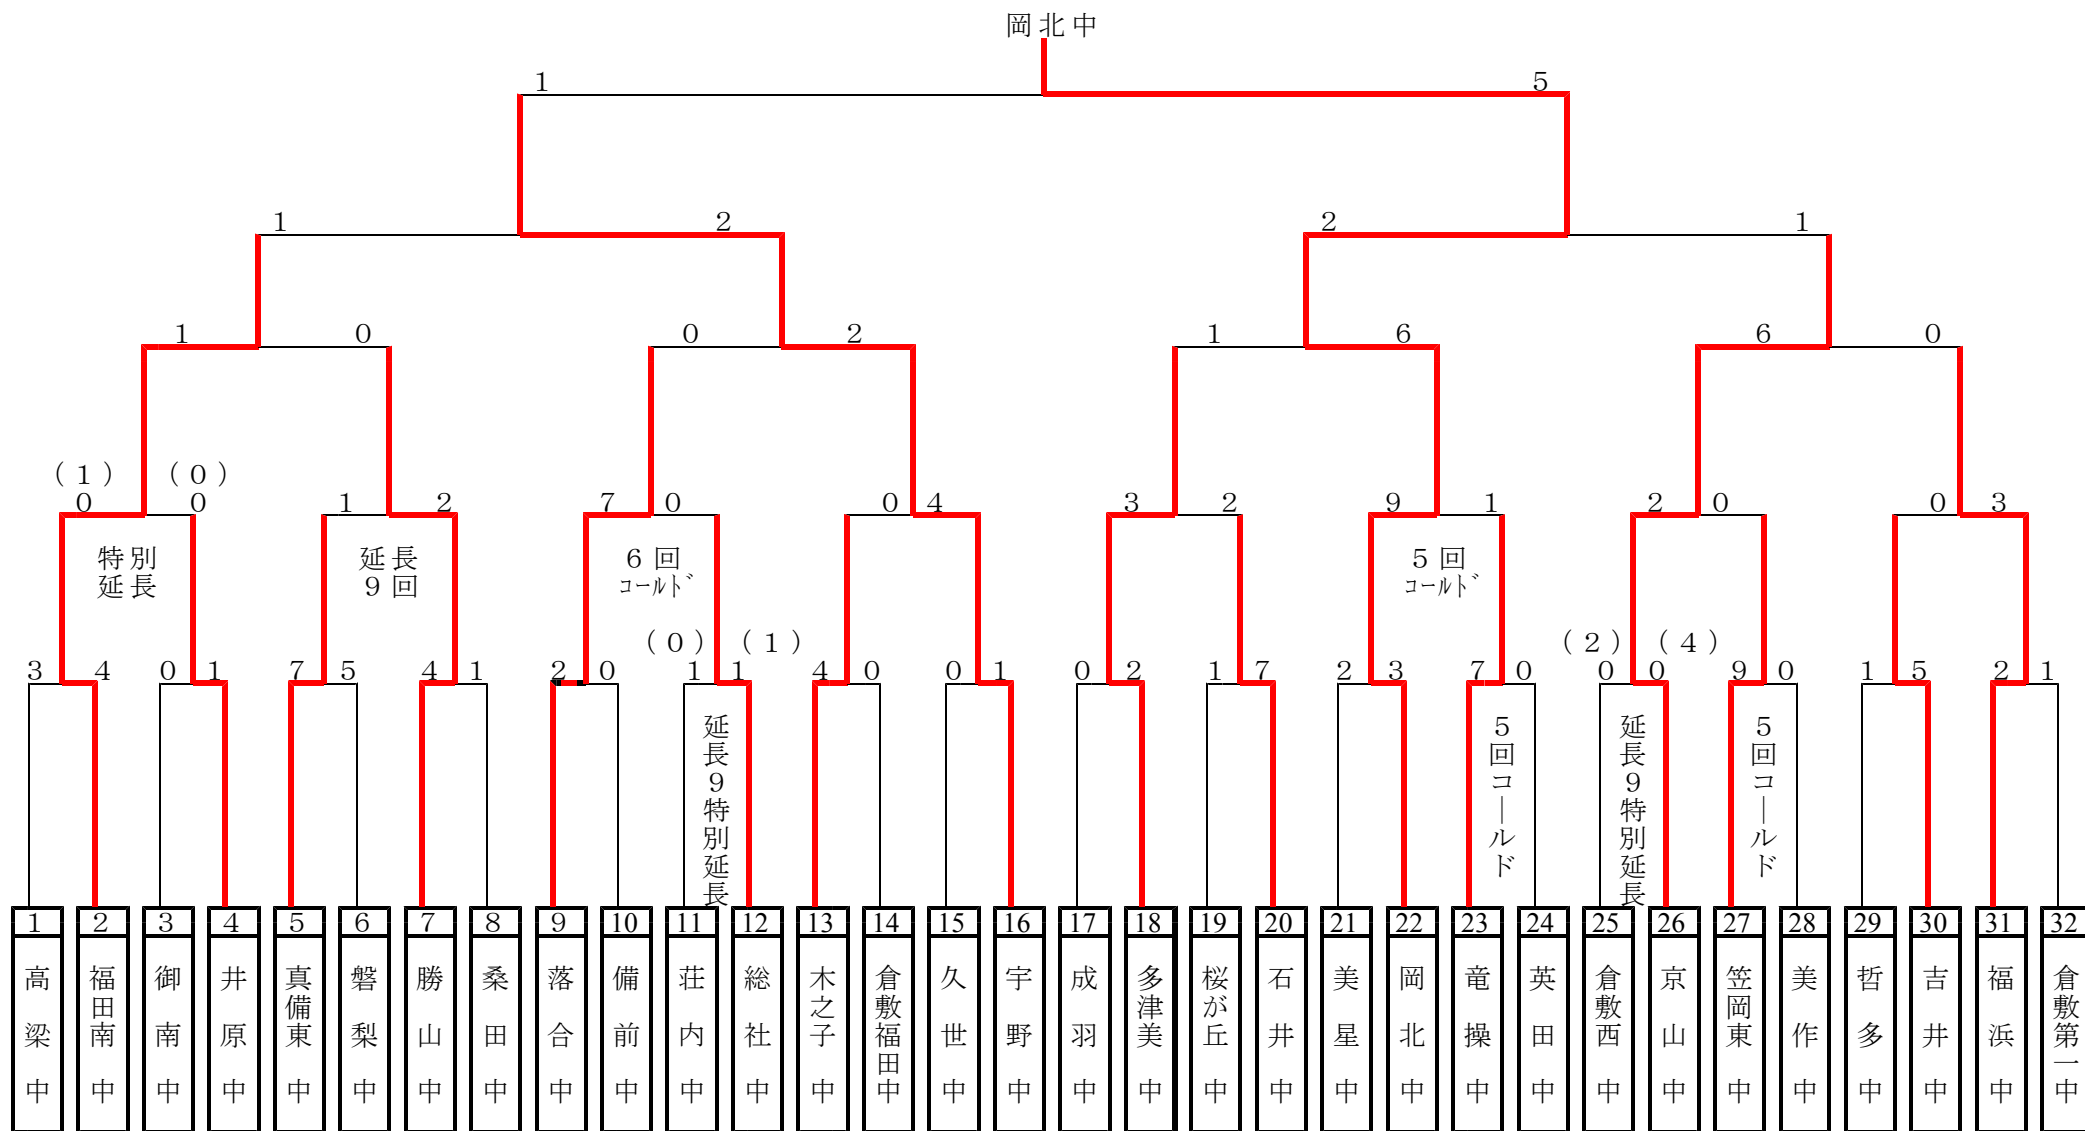 岡北中
1 5
1 2 2 1
1 0 0 2 1 6 6 0
(1) (0)
0 0 1 2 7 0 0 4 3 2 9 1 2 0 0 3
特別
延長
延長
9回
6回
コールド
5回
コールド
(0) (1) (2) (4)
3 4 0 1 7 5 4 1 2 0 1 1 4 0 0 1 0 2 1 7 2 3 7 0 0 0 9 0 1 5 2 1
延長9特別延長
5回コールド
延長9特別延長
5回コールド
1 2 3 4 5 6 7 8 9 10 11 12 13 14 15 16 17 18 19 20 21 22 23 24 25 26 27 28 29 30 31 32
高梁中
福田南中
御南中
井原中
真備東中
磐梨中
勝山中
桑田中
落合中
備前中
荘内中
総社中
木之子中
倉敷福田中
久世中
宇野中
成羽中
多津美中
桜が丘中
石井中
美星中
岡北中
竜操中
英田中
倉敷西中
京山中
笠岡東中
美作中
哲多中
吉井中
福浜中
倉敷第一中